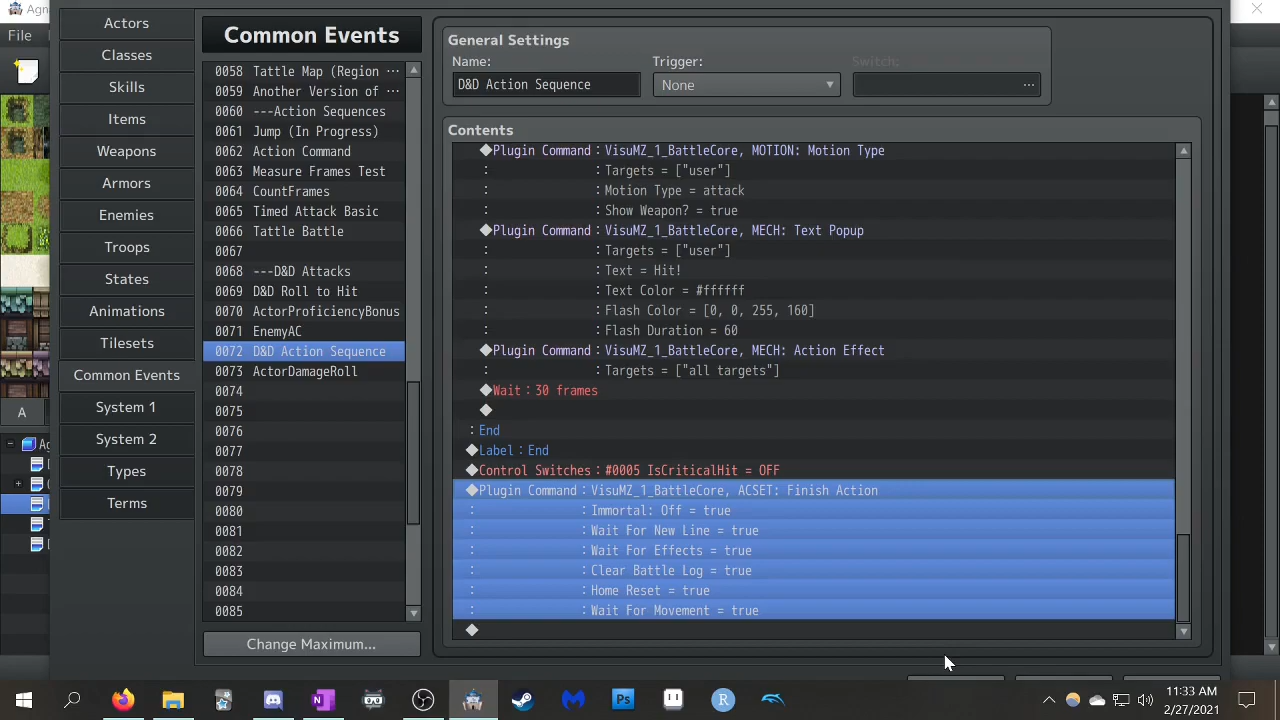 Agn
File
A
Ag
Actors
Classes
Skills
Items
Weapons
Armors
Enemies
Troops
States
Animations
Tilesets
Common Events
System 1
System 2
Types
Terms
Common Events
0058 Tattle Map (Region ···
0059 Another Version of ···
0060 ---Action Sequences
0061 Jump (In Progress)
0062 Action Command
0063 Measure Frames Test
0064 CountFrames
0065 Timed Attack Basic
0066 Tattle Battle
0067
0068 ---D&D Attacks
0069 D&D Roll to Hit
0070 ActorProficiencyBonus
0071 EnemyAC
0072 D&D Action Sequence
0073 ActorDamageRoll
0074
0075
0076
0077
0078
0079
0080
0081
0082
0083
0084
0085
Change Maximum...
General Settings
Name:
Trigger:
Switch:
D&D Action Sequence
None
···
Contents
◆Plugin Command：VisuMZ_1_BattleCore, MOTION: Motion Type
：Targets = ["user"]
：Motion Type = attack
：Show Weapon? = true
◆Plugin Command：VisuMZ_1_BattleCore, MECH: Text Popup
：Targets = ["user"]
：Text = Hit!
：Text Color = #ffffff
：Flash Color = [0, 0, 255, 160]
：Flash Duration = 60
◆Plugin Command：VisuMZ_1_BattleCore, MECH: Action Effect
：Targets = ["all targets"]
◆Wait：30 frames
◆
：End
◆Label：End
◆Control Switches：#0005 IsCriticalHit = OFF
◆Plugin Command：VisuMZ_1_BattleCore, ACSET: Finish Action
：Immortal: Off = true
：Wait For New Line = true
：Wait For Effects = true
：Clear Battle Log = true
：Home Reset = true
：Wait For Movement = true
◆
11:33 AM
2/27/2021